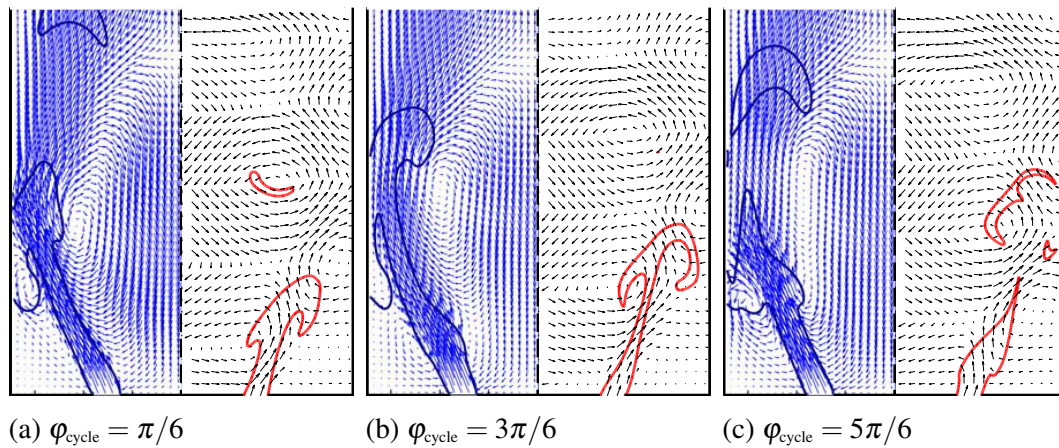 (a) φcycle = π/6 (b) φcycle = 3π/6 (c) φcycle = 5π/6